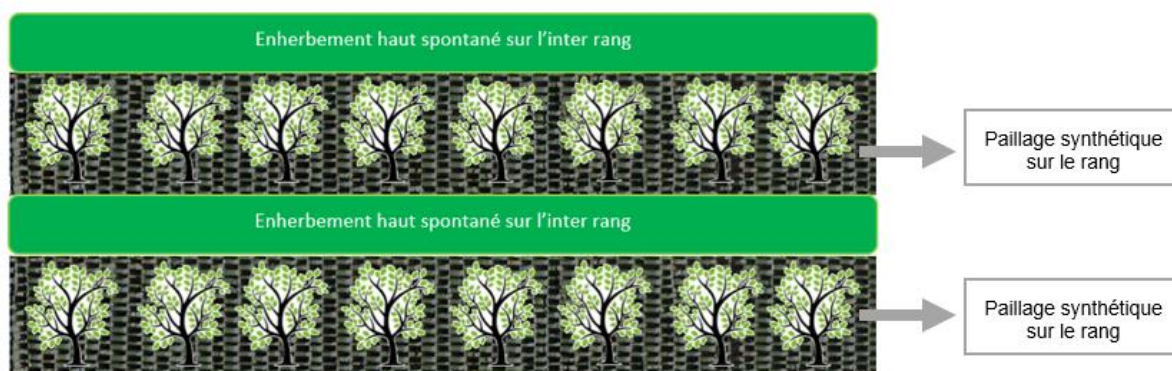 Enherbement haut spontané sur l'inter rang
Paillage synthétique
sur le rang
Enherbement haut spontané sur l'inter rang
Paillage synthétique
sur le rang